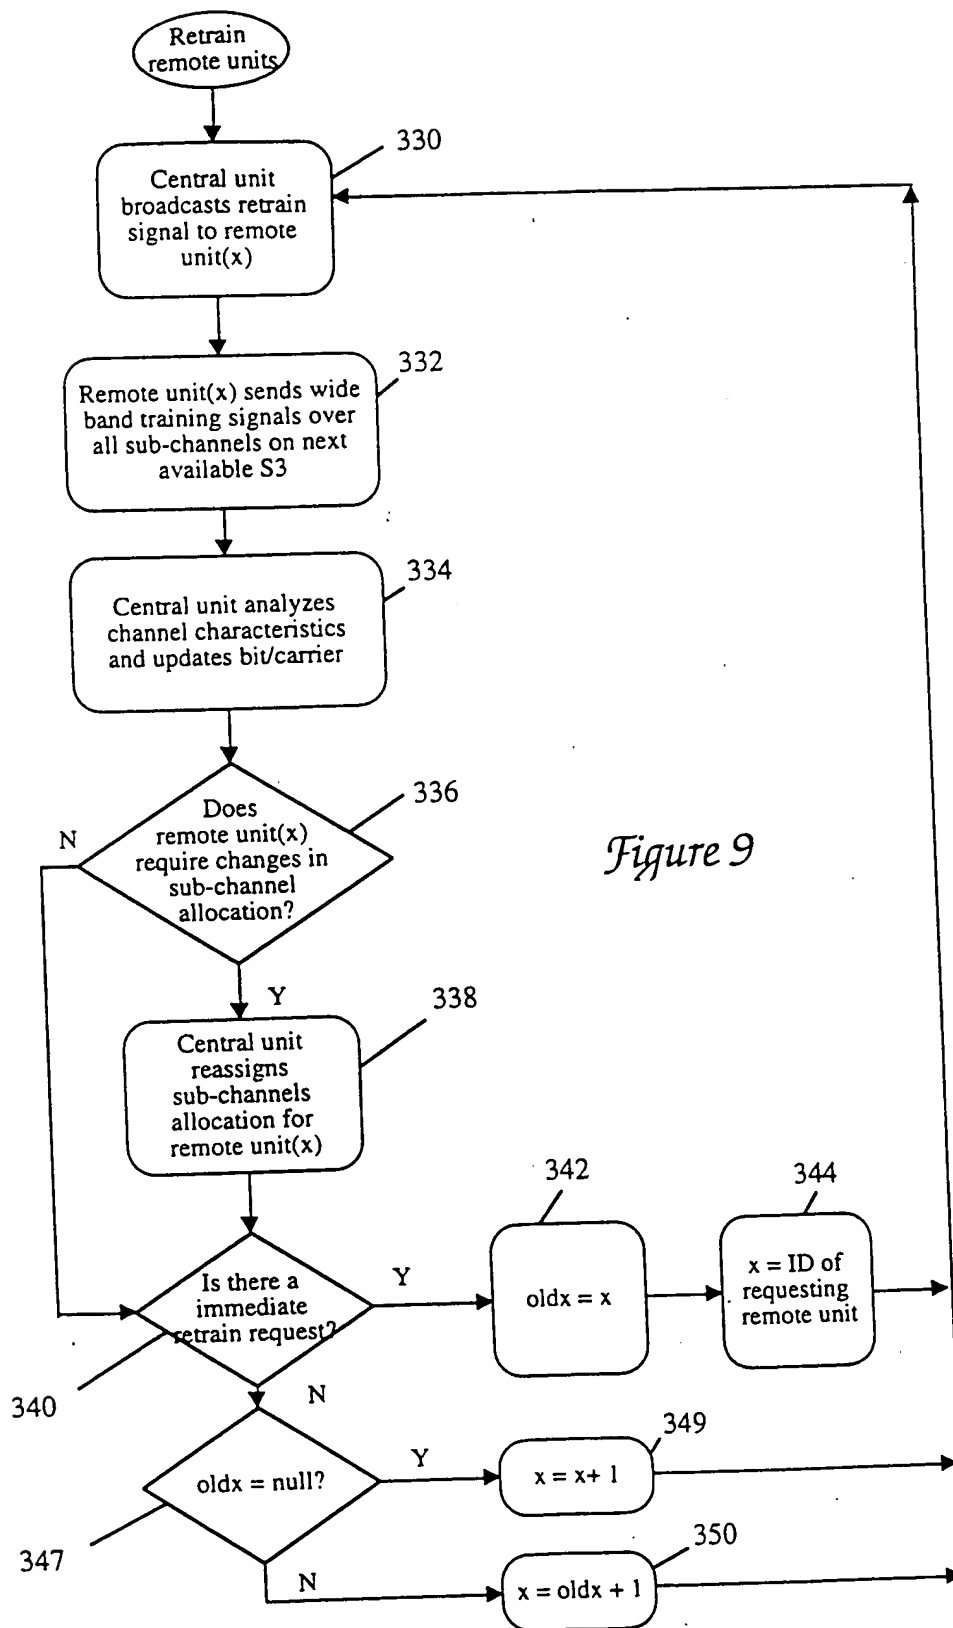 Retrain
remote units
330
Central unit
broadcasts retrain
signal to remote
unit(x)
332
Remote unit(x) sends wide
band training signals over
all sub-channels on next
available S3
334
Central unit analyzes
channel characteristics
and updates bit/carrier
336
Does
remote unit(x)
require changes in
sub-channel
allocation?
N
Figure 9
Y
338
Central unit
reassigns
sub-channels
allocation for
remote unit(x)
342
344
Is there a
immediate
retrain request?
Y
oldx = x
x = ID of
requesting
remote unit
340
N
oldx = null?
Y
349
x = x+ 1
347
N
350
x = oldx + 1